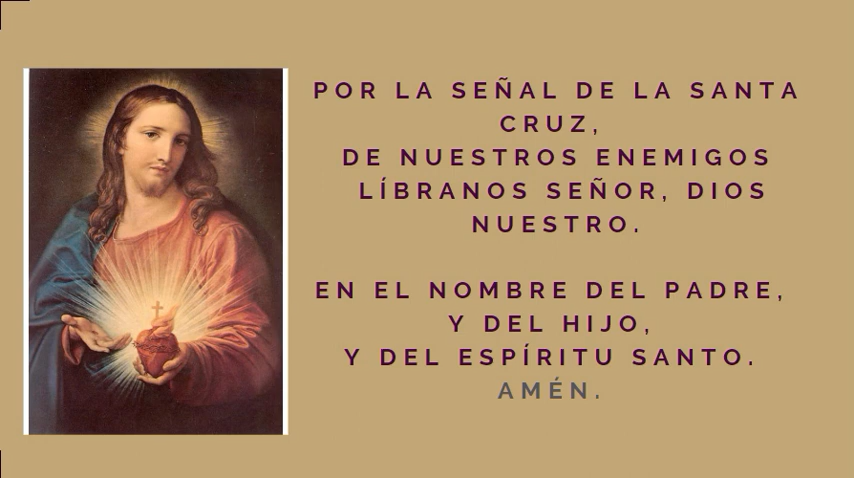 POR LA SEÑAL DE LA SANTA
CRUZ,
DE NUESTROS ENEMIGOS
LÍBRANOS SEÑOR, DIOS
NUESTRO.
EN EL NOMBRE DEL PADRE,
Y DEL HIJO,
Y DEL ESPÍRITU SANTO.
AMÉN.